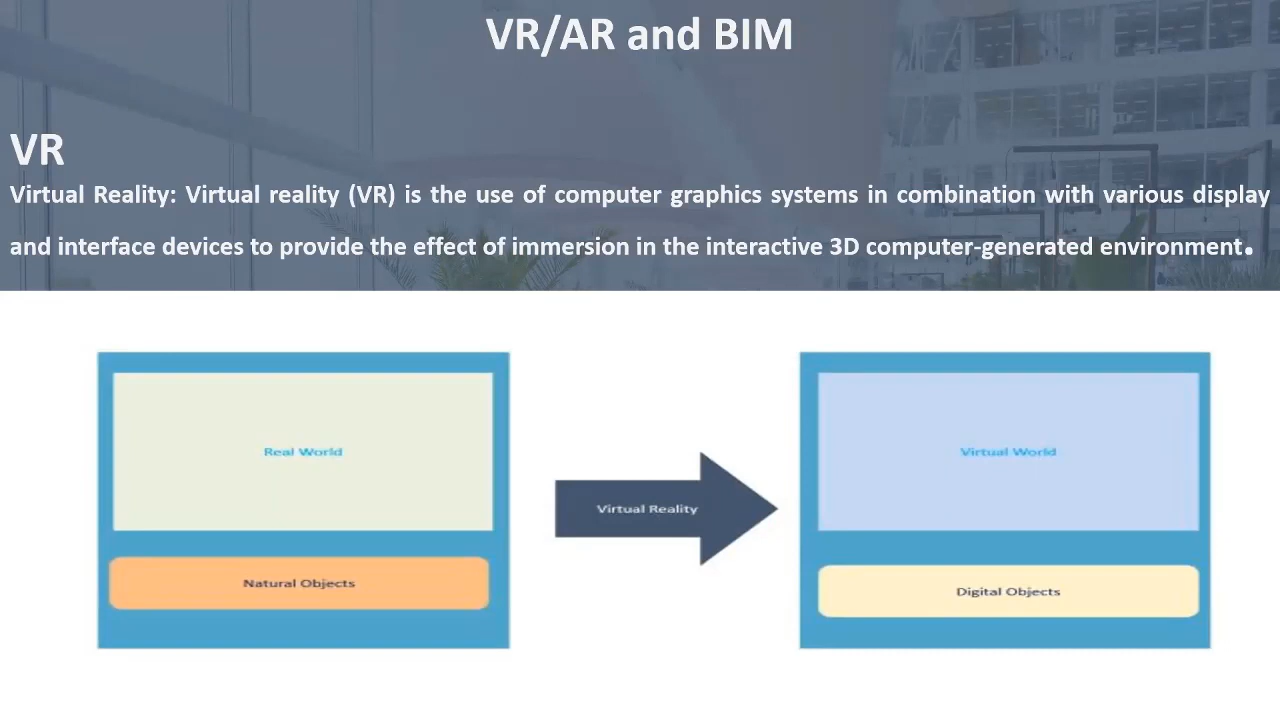 VR/AR and BIM
VR
Virtual Reality: Virtual reality (VR) is the use of computer graphics systems in combination with various display
and interface devices to provide the effect of immersion in the interactive 3D computer-generated environment.
Real World
Virtual World
Virtual Reality
Natural Objects
Digital Objects